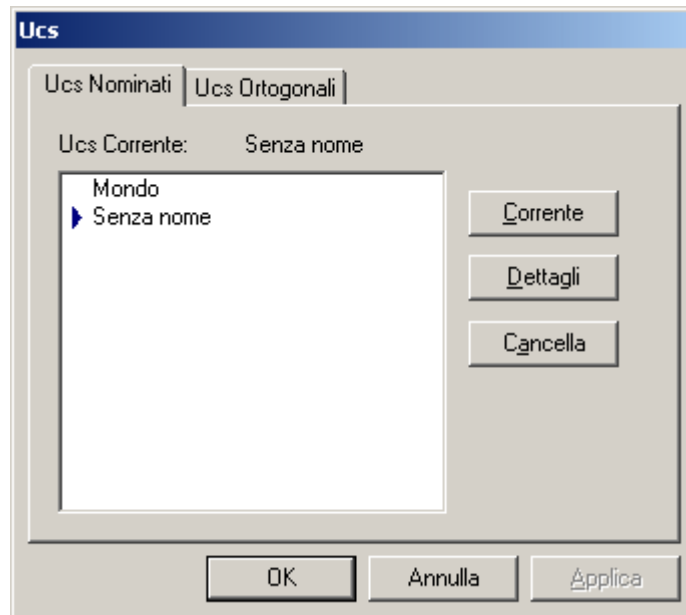 Ucs
Ucs Nominati Ucs Ortogonali
Ucs Corrente: Senza nome
Mondo
Senza nome
Corrente
Dettagli
Cancella
OK Annulla Applica